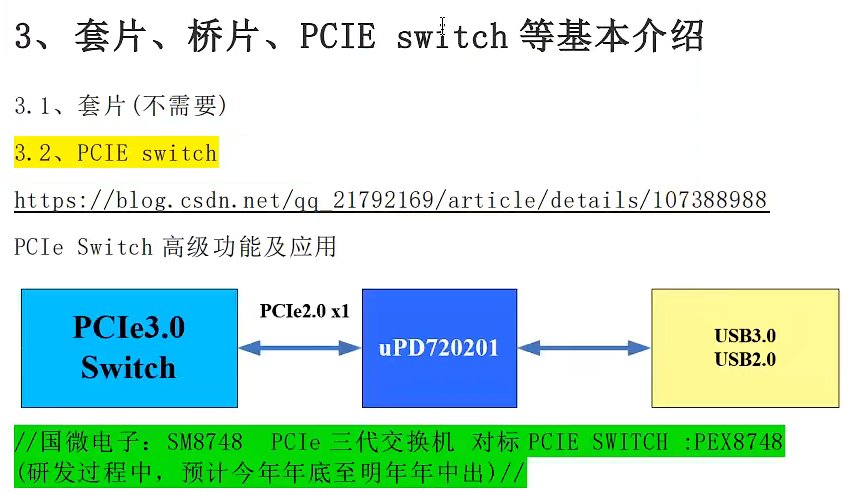 3、套片、桥片、PCIE switch 等基本介绍
3.1、套片(不需要)
3.2、PCIE switch
https://blog.csdn.net/qq_21792169/article/details/107388988
PCIe Switch 高级功能及应用
PCIe3.0
Switch
PCIe2.0 x1
uPD720201
USB3.0
USB2.0
//国微电子: SM8748 PCIe 三代交换机 对标 PCIE SWITCH :PEX8748
(研发过程中，预计今年年底至明年年中出)//